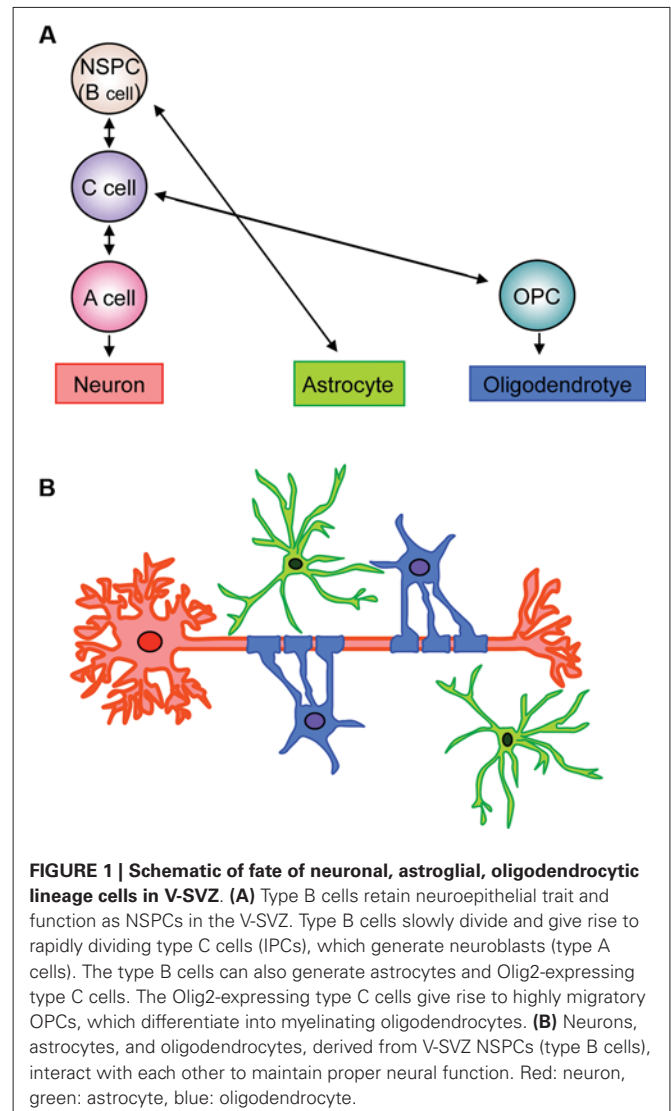 A
NSPC
(B cell)
C cell
A cell
OPC
Neuron
Astrocyte
Oligodendrotye
B
FIGURE 1 | Schematic of fate of neuronal, astroglial, oligodendrocytic
lineage cells in V-SVZ. (A) Type B cells retain neuroepithelial trait and
function as NSPCs in the V-SVZ. Type B cells slowly divide and give rise to
rapidly dividing type C cells (IPCs), which generate neuroblasts (type A
cells). The type B cells can also generate astrocytes and Olig2-expressing
type C cells. The Olig2-expressing type C cells give rise to highly migratory
OPCs, which differentiate into myelinating oligodendrocytes. (B) Neurons,
astrocytes, and oligodendrocytes, derived from V-SVZ NSPCs (type B cells),
interact with each other to maintain proper neural function. Red: neuron,
green: astrocyte, blue: oligodendrocyte.